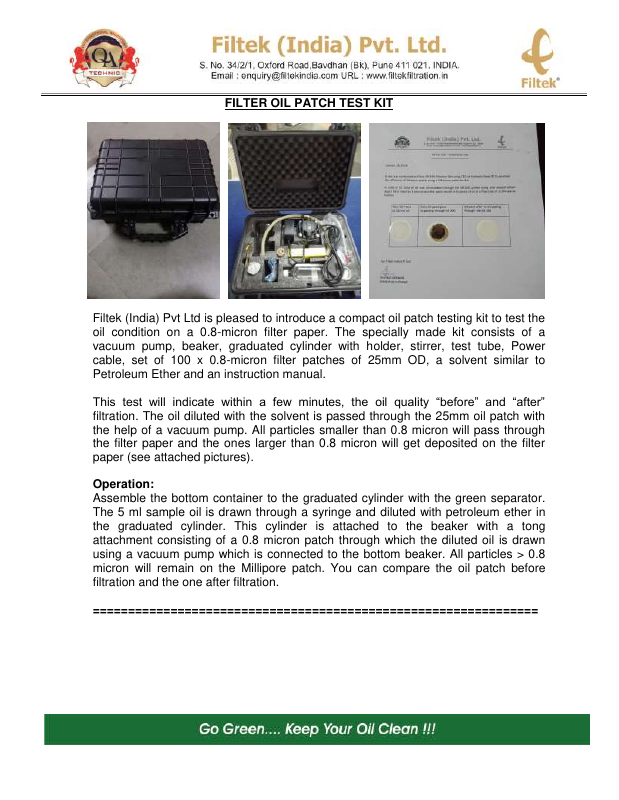 Filtek (India) Pvt. Ltd.
S. No. 34/2/1, Oxford Road,Bavdhan (Bk), Pune 411 021. INDIA.
Email : enquiry@filtekindia.com URL : www.filtekfiltration.in
QA
TECHNIC
Filtek
FILTER OIL PATCH TEST KIT
Filtek (India) Pvt. Ltd.
Filtek (India) Pvt Ltd is pleased to introduce a compact oil patch testing kit to test the
oil condition on a 0.8-micron filter paper. The specially made kit consists of a
vacuum pump, beaker, graduated cylinder with holder, stirrer, test tube, Power
cable, set of 100 x 0.8-micron filter patches of 25mm OD, a solvent similar to
Petroleum Ether and an instruction manual.
This test will indicate within a few minutes, the oil quality “before” and “after”
filtration. The oil diluted with the solvent is passed through the 25mm oil patch with
the help of a vacuum pump. All particles smaller than 0.8 micron will pass through
the filter paper and the ones larger than 0.8 micron will get deposited on the filter
paper (see attached pictures).
Operation:
Assemble the bottom container to the graduated cylinder with the green separator.
The 5 ml sample oil is drawn through a syringe and diluted with petroleum ether in
the graduated cylinder. This cylinder is attached to the beaker with a tong
attachment consisting of a 0.8 micron patch through which the diluted oil is drawn
using a vacuum pump which is connected to the bottom beaker. All particles > 0.8
micron will remain on the Millipore patch. You can compare the oil patch before
filtration and the one after filtration.
===============================================================
Go Green.... Keep Your Oil Clean !!!